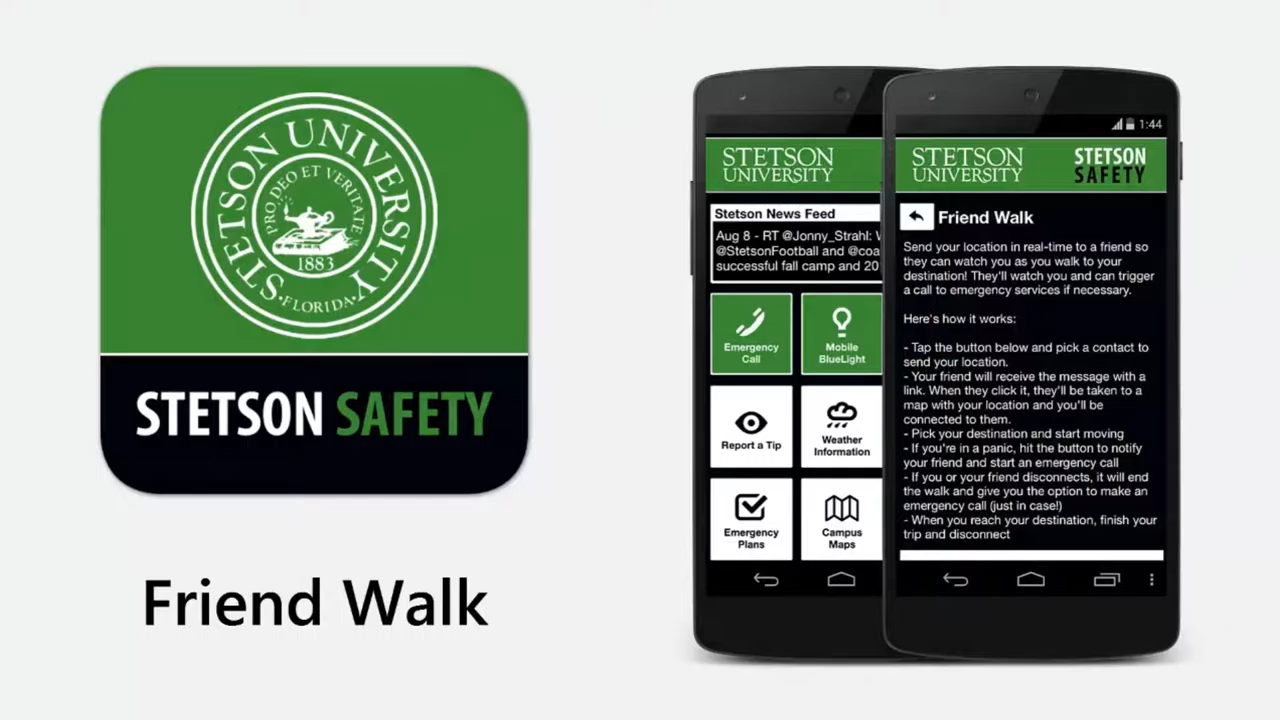 STETSON UNIVERSITY
PRO DEO ET VERITATE
1883
· FLORIDA ·
STETSON SAFETY
Friend Walk
STETSON
UNIVERSITY
Stetson News Feed
Aug 8 - RT @Jonny_Strahl:
@StetsonFootball and @coa
successful fall camp and 20
Emergency
Call
Mobile
BlueLight
Report a Tip
Weather
Information
Emergency
Plans
Campus
Maps
1:44
STETSON
UNIVERSITY
STETSON
SAFETY
Friend Walk
Send your location in real-time to a friend so
they can watch you as you walk to your
destination! They'll watch you and can trigger
a call to emergency services if necessary.
Here's how it works:
- Tap the button below and pick a contact to
send your location.
- Your friend will receive the message with a
link. When they click it, they'll be taken to a
map with your location and you'll be
connected to them.
- Pick your destination and start moving
- If you're in a panic, hit the button to notify
your friend and start an emergency call
- If you or your friend disconnects, it will end
the walk and give you the option to make an
emergency call (just in case!)
- When you reach your destination, finish your
trip and disconnect